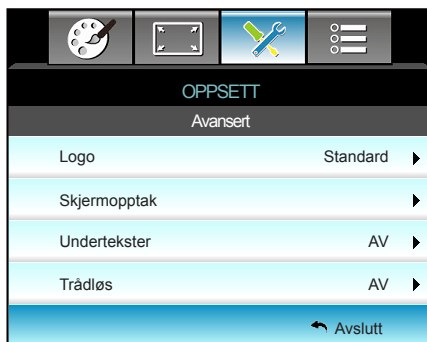 OPPSETT
Avansert
Logo Standard
Skjermopptak
Undertekster AV
Trådløs AV
Avslutt